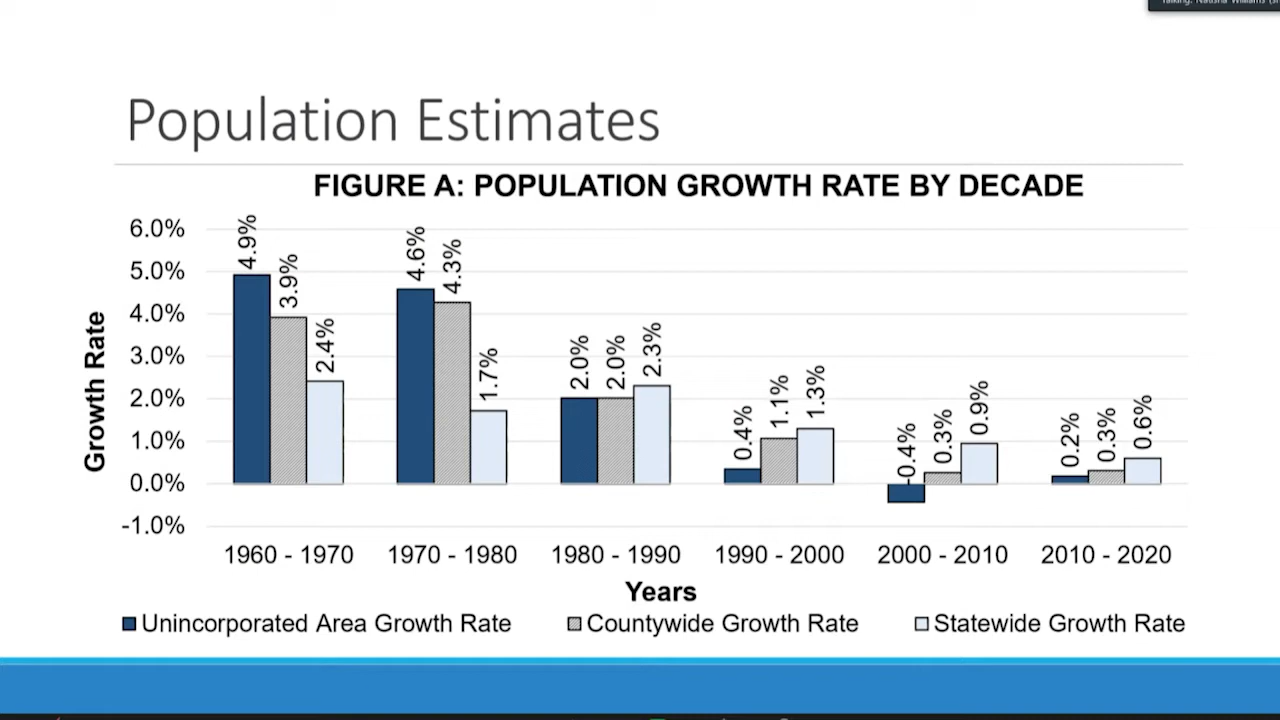 Talking: Natisha Williams
Population Estimates
FIGURE A: POPULATION GROWTH RATE BY DECADE
Growth Rate
6.0%
5.0%
4.0%
3.0%
2.0%
1.0%
0.0%
-1.0%
4.9%
3.9%
2.4%
4.6%
4.3%
1.7%
2.0%
2.0%
2.3%
0.4%
1.1%
1.3%
-0.4%
0.3%
0.9%
0.2%
0.3%
0.6%
1960 - 1970
1970 - 1980
1980 - 1990
1990 - 2000
2000 - 2010
2010 - 2020
Years
Unincorporated Area Growth Rate
Countywide Growth Rate
Statewide Growth Rate